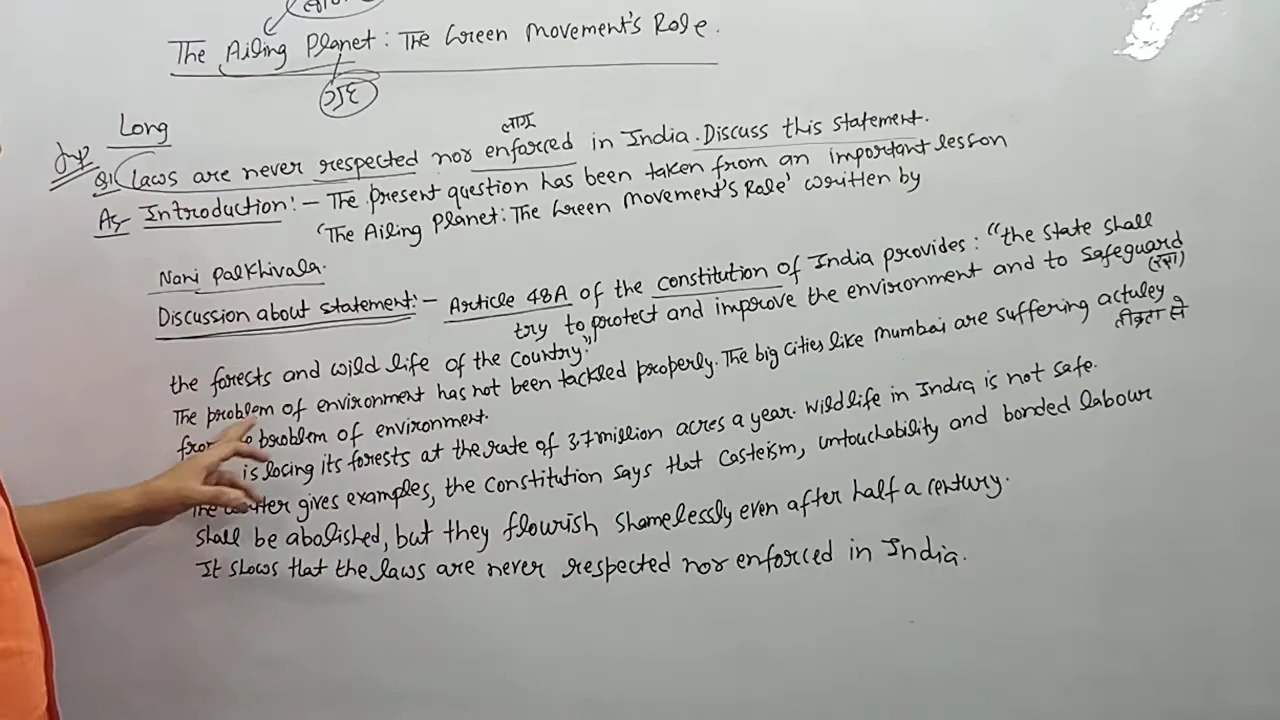 The Ailing Planet: The Green Movement's Role.
ग्रह
Long
Imp
लागू
Q1 Laws are never respected nor enforced in India. Discuss this statement.
As Introduction:- The present question has been taken from an important lesson
'The Ailing Planet: The Green Movement's Role' written by
Nani Palkhivala.
Discussion about statement:- Article 48A of the constitution of India provides: "the state shall
try to protect and improve the environment and to safeguard
(रक्षा)
the forests and wild life of the country."
The problem of environment has not been tackled properly. The big cities like mumbai are suffering actuley
तीव्रता से
problem of environment.
is locing its forests at the rate of 3.7 million acres a year. wildlife in India is not safe.
The writer gives examples, the constitution says that Casteism, untouchability and bonded labour
shall be abolished, but they flourish shamelessly even after half a century.
It shows that the laws are never respected nor enforced in India.